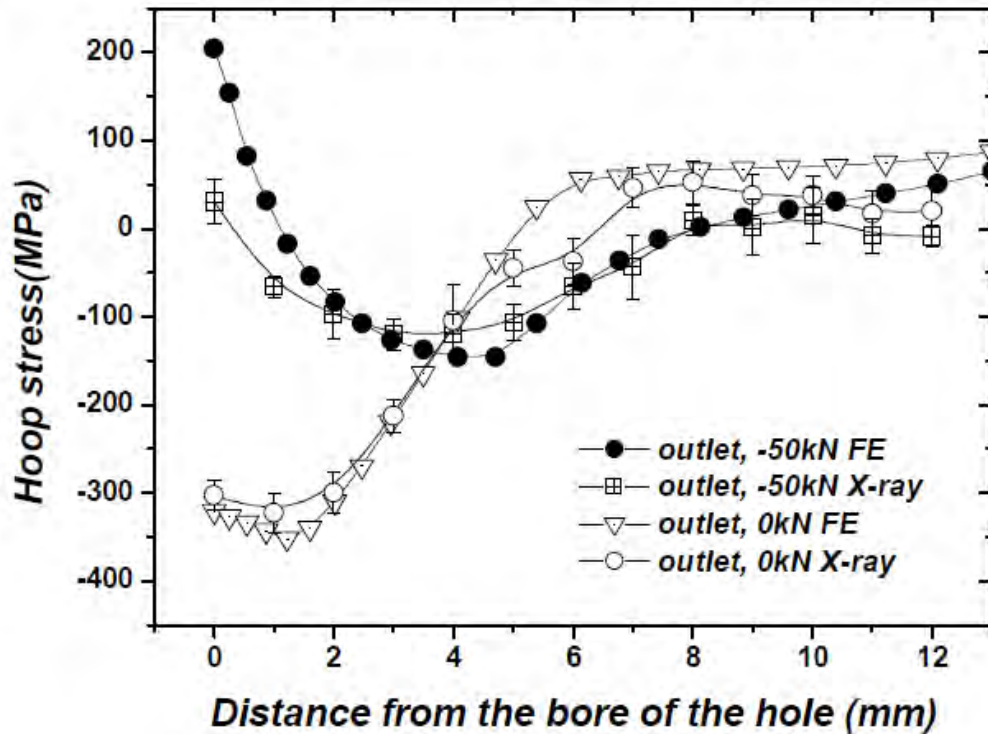 Hoop stress(MPa)
200
100
0
-100
-200
-300
-400
outlet, -50kN FE
outlet, -50kN X-ray
outlet, 0kN FE
outlet, 0kN X-ray
0 2 4 6 8 10 12
Distance from the bore of the hole (mm)